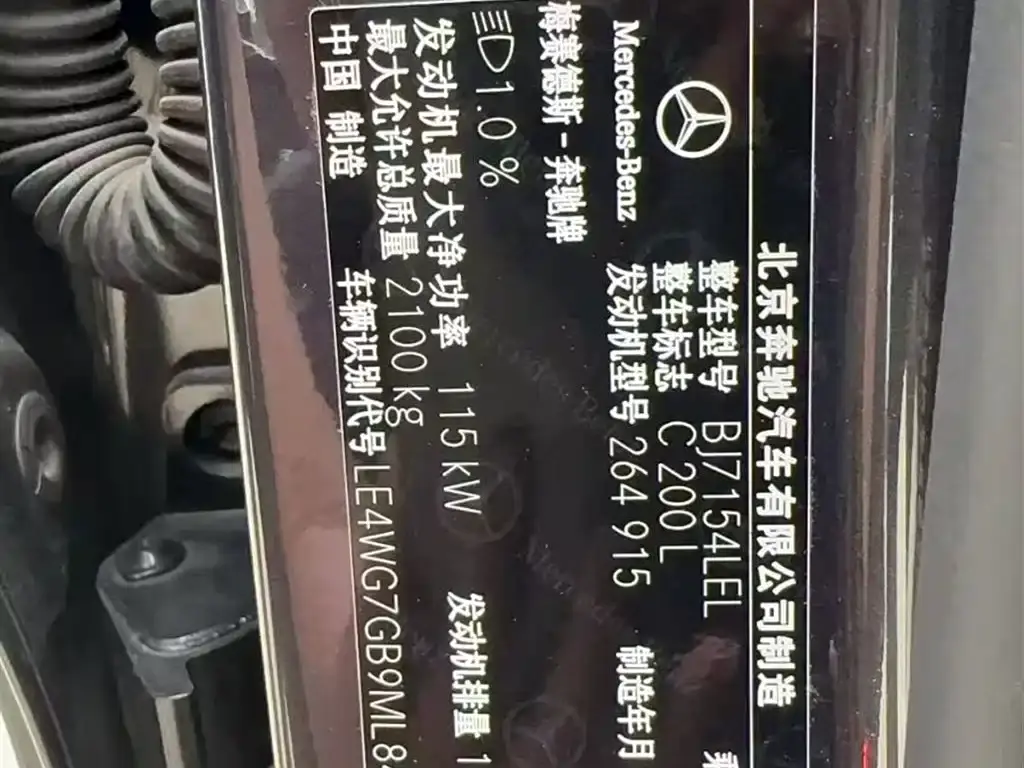 北京奔驰汽车有限公司制造
Mercedes-Benz
整车型号 BJ7154LEL
整车标志 C 200 L
发动机型号 264 915 制造年月
梅赛德斯-奔驰牌
1.0 %
发动机最大净功率 115 kW 发动机排量 1
最大允许总质量 2100 kg
中国 制造 车辆识别代号 LE4WG7GB9ML8